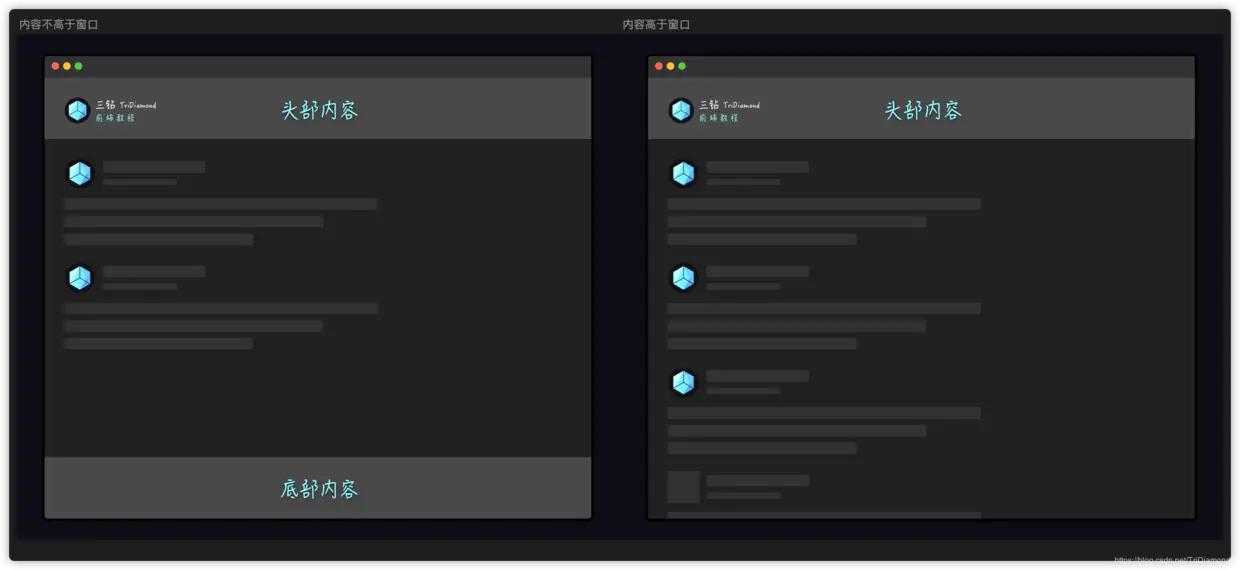 内容不高于窗口
内容高于窗口
三钻 TriDiamond
前端教程
头部内容
三钻 TriDiamond
前端教程
头部内容
底部内容
https://blog.csdn.net/TriDiamond